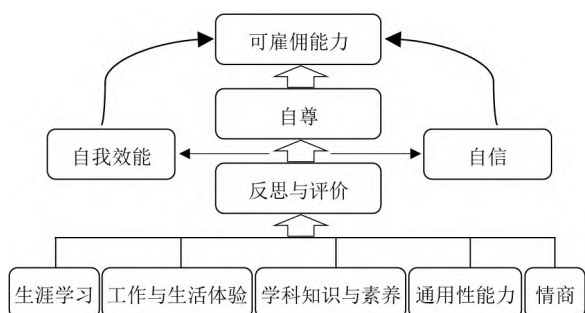 可雇佣能力
自尊
自我效能
自信
反思与评价
生涯学习
工作与生活体验
学科知识与素养
通用性能力
情商